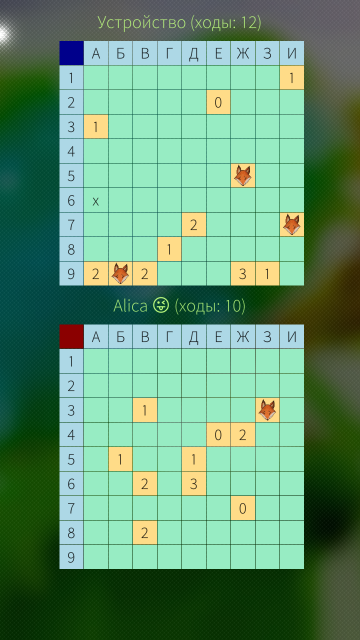 Устройство (ходы: 12)
А Б В Г Д Е Ж З И
1 1
2 0
3 1
4
5
6 x
7 2
8 1
9 2 2 3 1
Alica 😜 (ходы: 10)
А Б В Г Д Е Ж З И
1
2
3 1
4 0 2
5 1 1
6 2 3
7 0
8 2
9